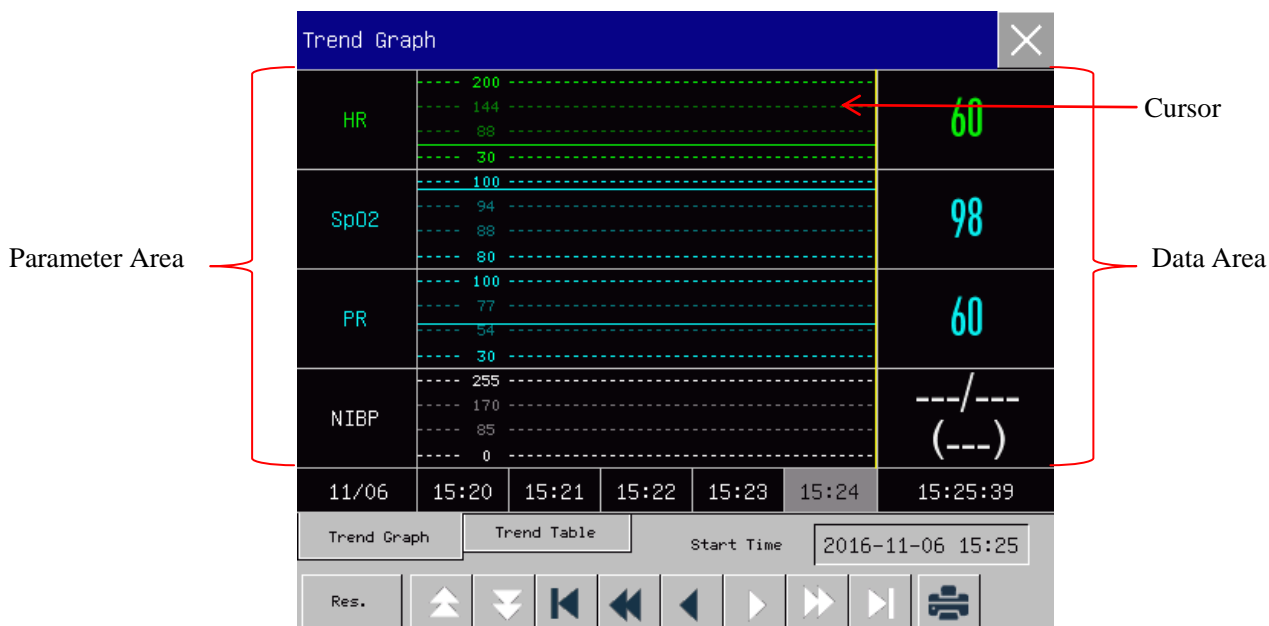 Trend Graph
HR
200
144
88
30
60
Cursor
SpO2
100
94
88
80
98
Parameter Area
Data Area
PR
100
77
54
30
60
NIBP
255
170
85
0
---/---
(---)
11/06 15:20 15:21 15:22 15:23 15:24 15:25:39
Trend Graph Trend Table Start Time 2016-11-06 15:25
Res.